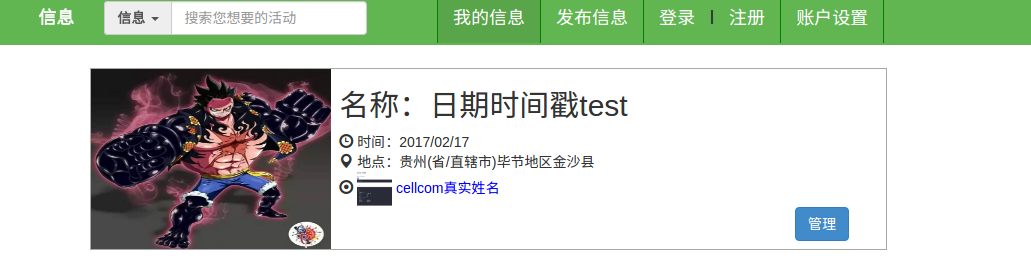 信息 信息 搜索您想要的活动 我的信息 发布信息 登录 | 注册 账户设置
名称：日期时间戳test
时间：2017/02/17
地点：贵州(省/直辖市)毕节地区金沙县
cellcom真实姓名
管理